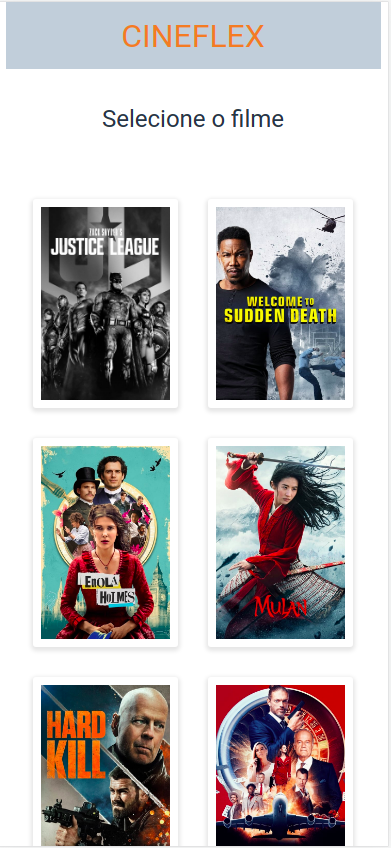 CINEFLEX
Selecione o filme
ZACK SNYDER'S
JUSTICE LEAGUE
WELCOME TO
SUDDEN DEATH
ENOLA
HOLMES
MULAN
HARD
KILL